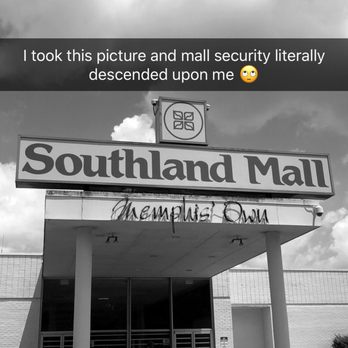 I took this picture and mall security literally
descended upon me 🙄
Southland Mall
Memphis' Own